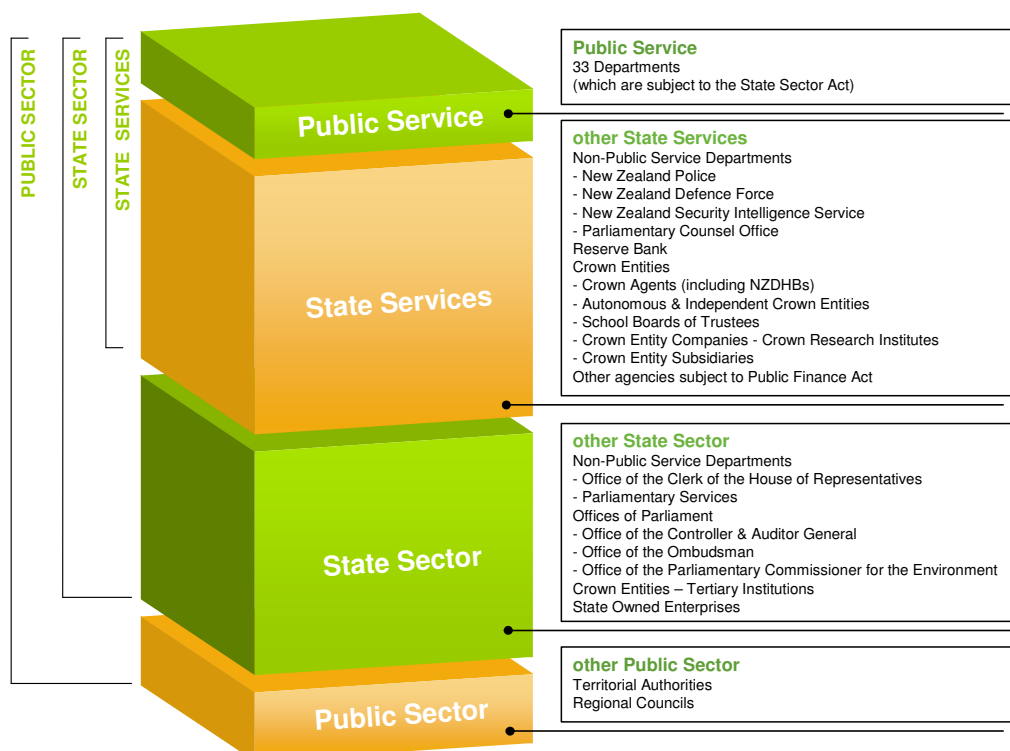 PUBLIC SECTOR
STATE SECTOR
STATE SERVICES
Public Service
State Services
State Sector
Public Sector
Public Service
33 Departments
(which are subject to the State Sector Act)
other State Services
Non-Public Service Departments
- New Zealand Police
- New Zealand Defence Force
- New Zealand Security Intelligence Service
- Parliamentary Counsel Office
Reserve Bank
Crown Entities
- Crown Agents (including NZDHBs)
- Autonomous & Independent Crown Entities
- School Boards of Trustees
- Crown Entity Companies - Crown Research Institutes
- Crown Entity Subsidiaries
Other agencies subject to Public Finance Act
other State Sector
Non-Public Service Departments
- Office of the Clerk of the House of Representatives
- Parliamentary Services
Offices of Parliament
- Office of the Controller & Auditor General
- Office of the Ombudsman
- Office of the Parliamentary Commissioner for the Environment
Crown Entities – Tertiary Institutions
State Owned Enterprises
other Public Sector
Territorial Authorities
Regional Councils